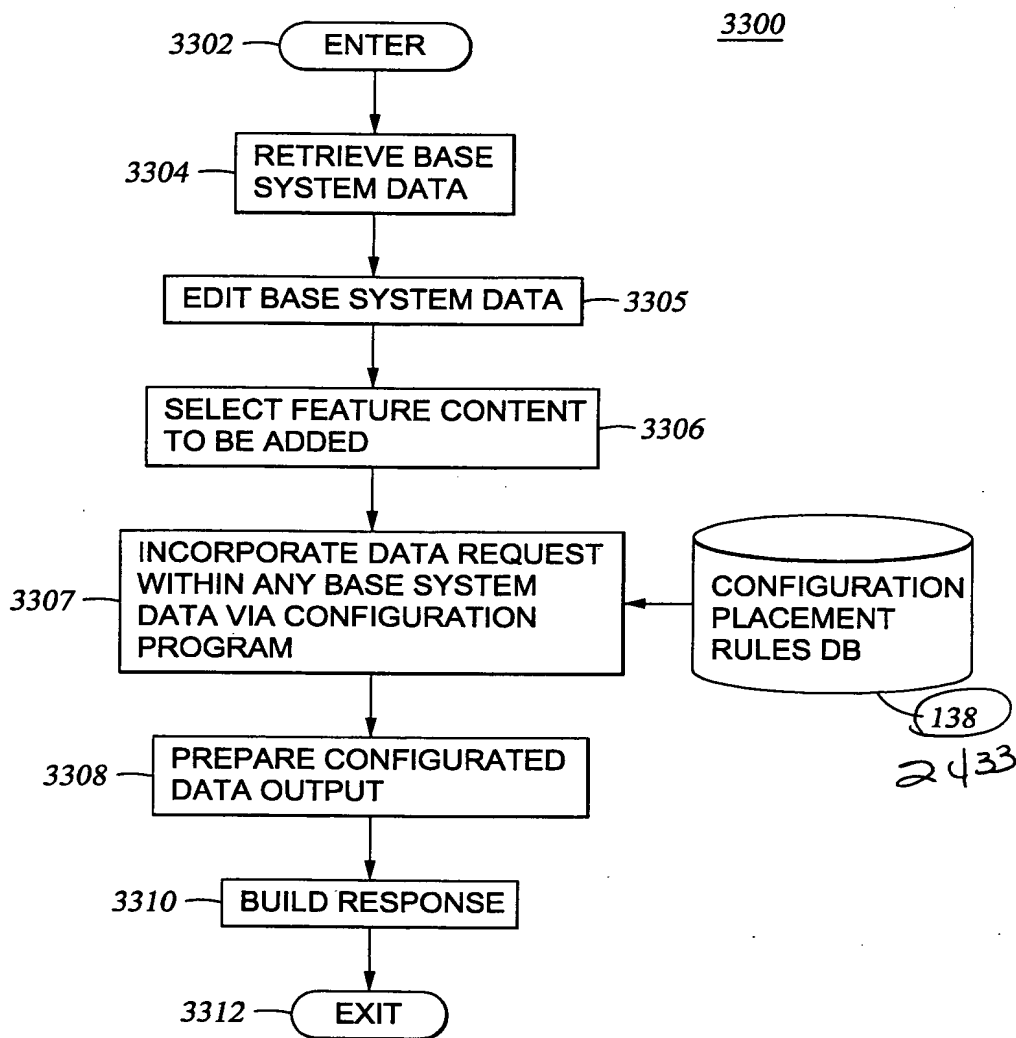 3300
3302
ENTER
3304
RETRIEVE BASE
SYSTEM DATA
EDIT BASE SYSTEM DATA
3305
SELECT FEATURE CONTENT
TO BE ADDED
3306
3307
INCORPORATE DATA REQUEST
WITHIN ANY BASE SYSTEM
DATA VIA CONFIGURATION
PROGRAM
CONFIGURATION
PLACEMENT
RULES DB
138
2433
3308
PREPARE CONFIGURATED
DATA OUTPUT
3310
BUILD RESPONSE
3312
EXIT